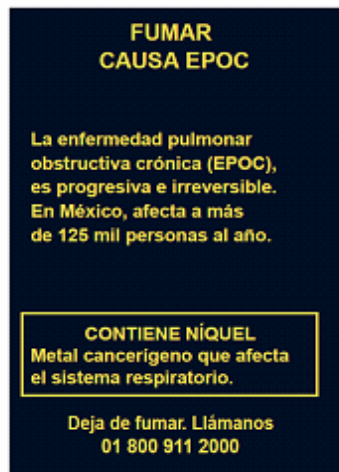 FUMAR
CAUSA EPOC
La enfermedad pulmonar
obstructiva crónica (EPOC),
es progresiva e irreversible.
En México, afecta a más
de 125 mil personas al año.
CONTIENE NÍQUEL
Metal cancerígeno que afecta
el sistema respiratorio.
Deja de fumar. Llámanos
01 800 911 2000